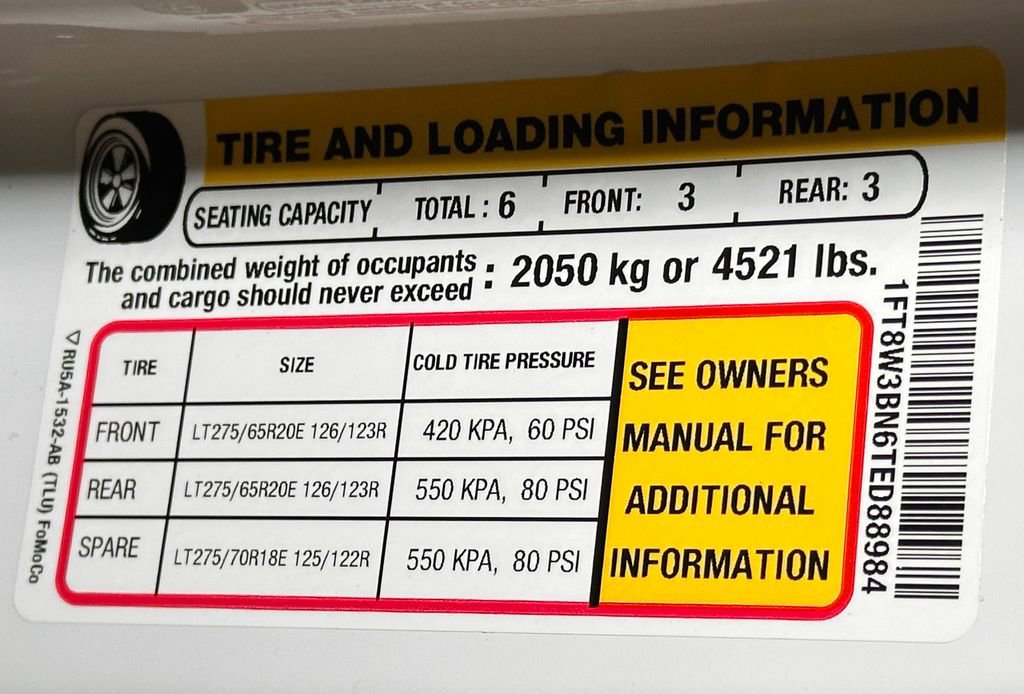 TIRE AND LOADING INFORMATION
SEATING CAPACITY TOTAL : 6 FRONT: 3 REAR: 3
The combined weight of occupants
and cargo should never exceed : 2050 kg or 4521 lbs.
TIRE SIZE COLD TIRE PRESSURE
FRONT LT275/65R20E 126/123R 420 KPA, 60 PSI
REAR LT275/65R20E 126/123R 550 KPA, 80 PSI
SPARE LT275/70R18E 125/122R 550 KPA, 80 PSI
SEE OWNERS
MANUAL FOR
ADDITIONAL
INFORMATION
RU5A-1532-AB (TLU) FoMoCo
1FT8W3BN6TED88984